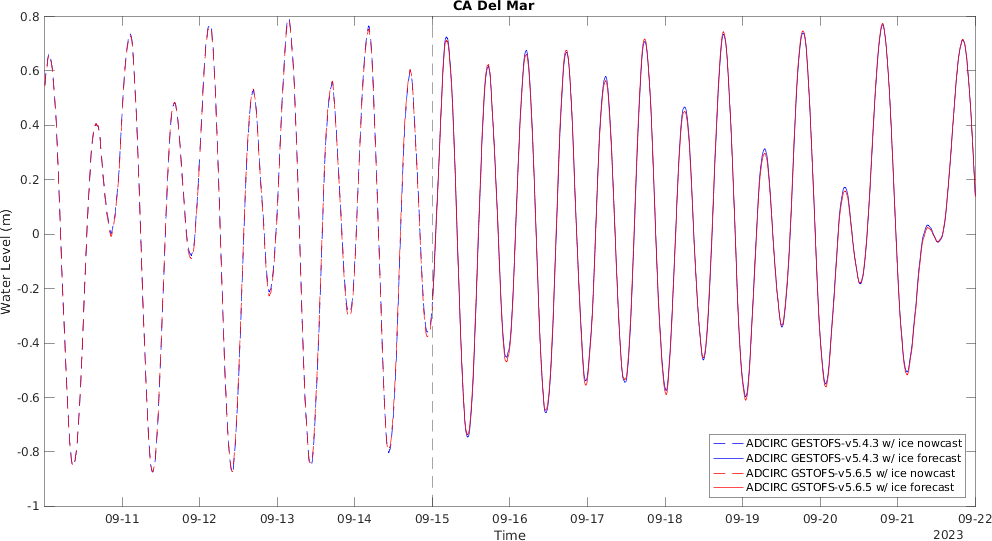 CA Del Mar
0.8
0.6
0.4
0.2
0
-0.2
-0.4
-0.6
-0.8
-1
Water Level (m)
ADCIRC GESTOFS-v5.4.3 w/ ice nowcast
ADCIRC GESTOFS-v5.4.3 w/ ice forecast
ADCIRC GSTOFS-v5.6.5 w/ ice nowcast
ADCIRC GSTOFS-v5.6.5 w/ ice forecast
09-11 09-12 09-13 09-14 09-15 09-16 09-17 09-18 09-19 09-20 09-21 09-22
Time
2023